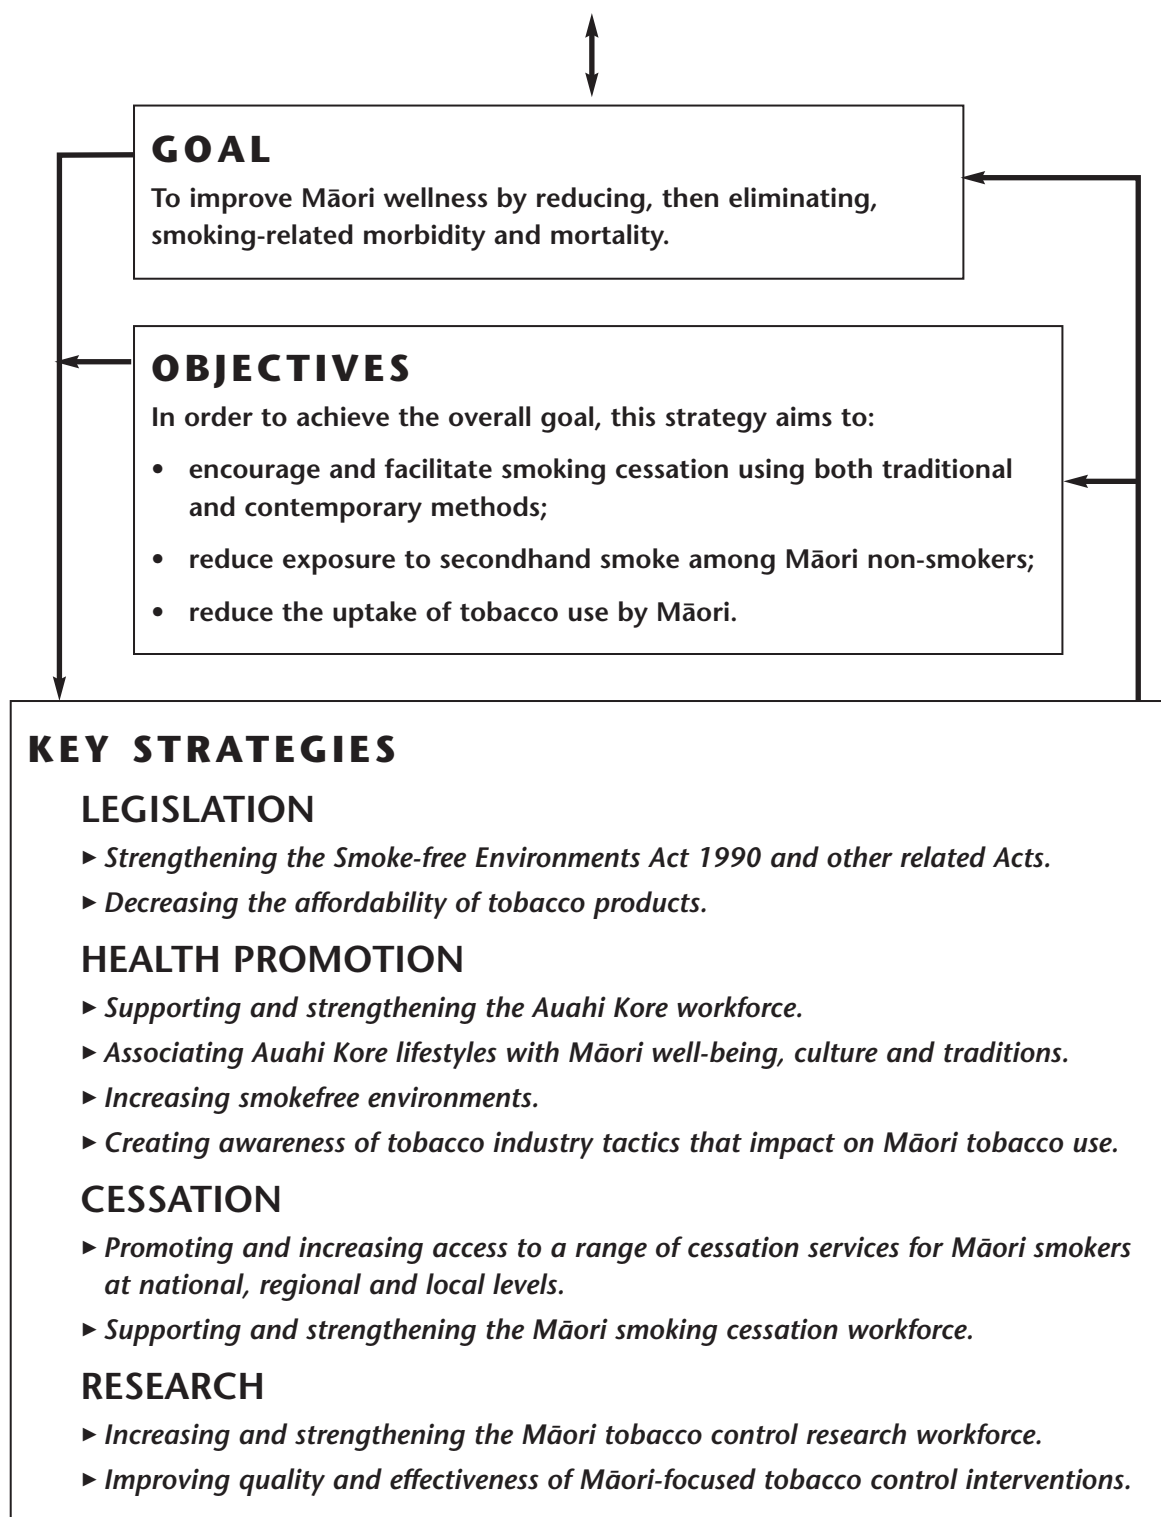 GOAL
To improve Māori wellness by reducing, then eliminating,
smoking-related morbidity and mortality.
OBJECTIVES
In order to achieve the overall goal, this strategy aims to:
• encourage and facilitate smoking cessation using both traditional
and contemporary methods;
• reduce exposure to secondhand smoke among Māori non-smokers;
• reduce the uptake of tobacco use by Māori.
KEY STRATEGIES
LEGISLATION
▸ Strengthening the Smoke-free Environments Act 1990 and other related Acts.
▸ Decreasing the affordability of tobacco products.
HEALTH PROMOTION
▸ Supporting and strengthening the Auahi Kore workforce.
▸ Associating Auahi Kore lifestyles with Māori well-being, culture and traditions.
▸ Increasing smokefree environments.
▸ Creating awareness of tobacco industry tactics that impact on Māori tobacco use.
CESSATION
▸ Promoting and increasing access to a range of cessation services for Māori smokers
at national, regional and local levels.
▸ Supporting and strengthening the Māori smoking cessation workforce.
RESEARCH
▸ Increasing and strengthening the Māori tobacco control research workforce.
▸ Improving quality and effectiveness of Māori-focused tobacco control interventions.